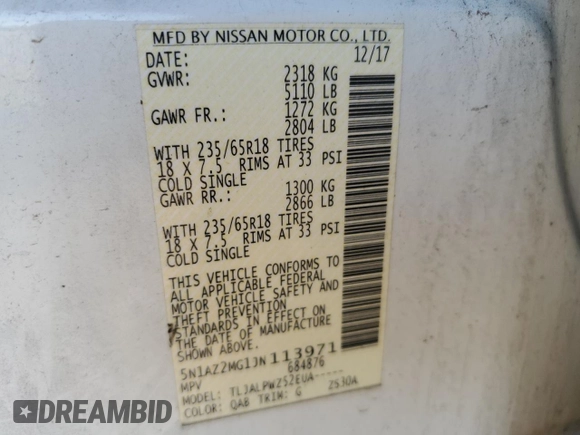 MFD BY NISSAN MOTOR CO., LTD.
DATE: 12/17
GVWR: 2318 KG
5110 LB
GAWR FR.: 1272 KG
2804 LB
WITH 235/65R18 TIRES
18 X 7.5 RIMS AT 33 PSI
COLD SINGLE
GAWR RR.: 1300 KG
2866 LB
WITH 235/65R18 TIRES
18 X 7.5 RIMS AT 33 PSI
COLD SINGLE
THIS VEHICLE CONFORMS TO
ALL APPLICABLE FEDERAL
MOTOR VEHICLE SAFETY AND
THEFT PREVENTION
STANDARDS IN EFFECT ON
THE DATE OF MANUFACTURE
SHOWN ABOVE.
5N1AZ2MG1JN113971
MPV 684876
MODEL: TLJALPWZ52EUA-----
COLOR: QAB TRIM: G 2S30A
RIDESAFELY